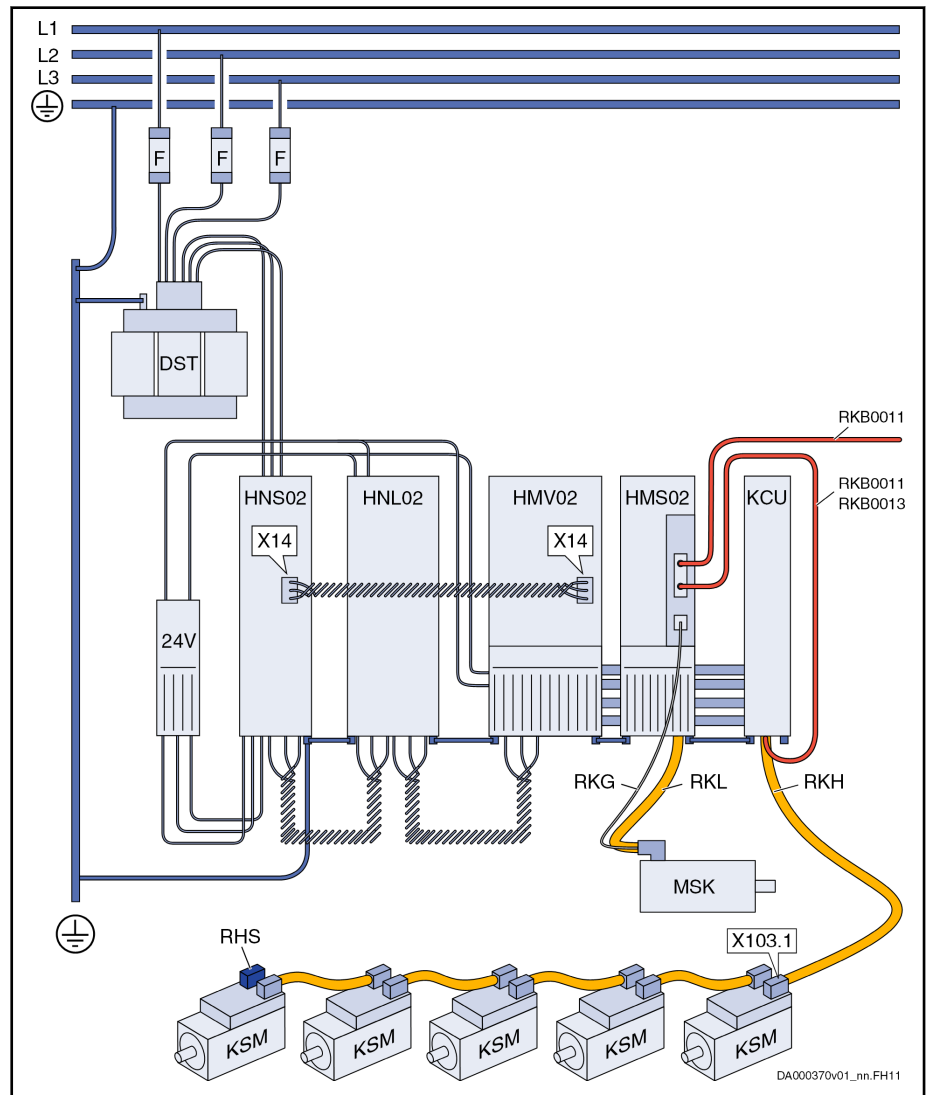 L1
L2
L3
F F F
DST
RKB0011
RKB0011
RKB0013
HNS02 HNL02 HMV02 HMS02 KCU
X14 X14
24V
RKG RKL RKH
MSK
RHS X103.1
KSM KSM KSM KSM KSM
DA000370v01_nn.FH11